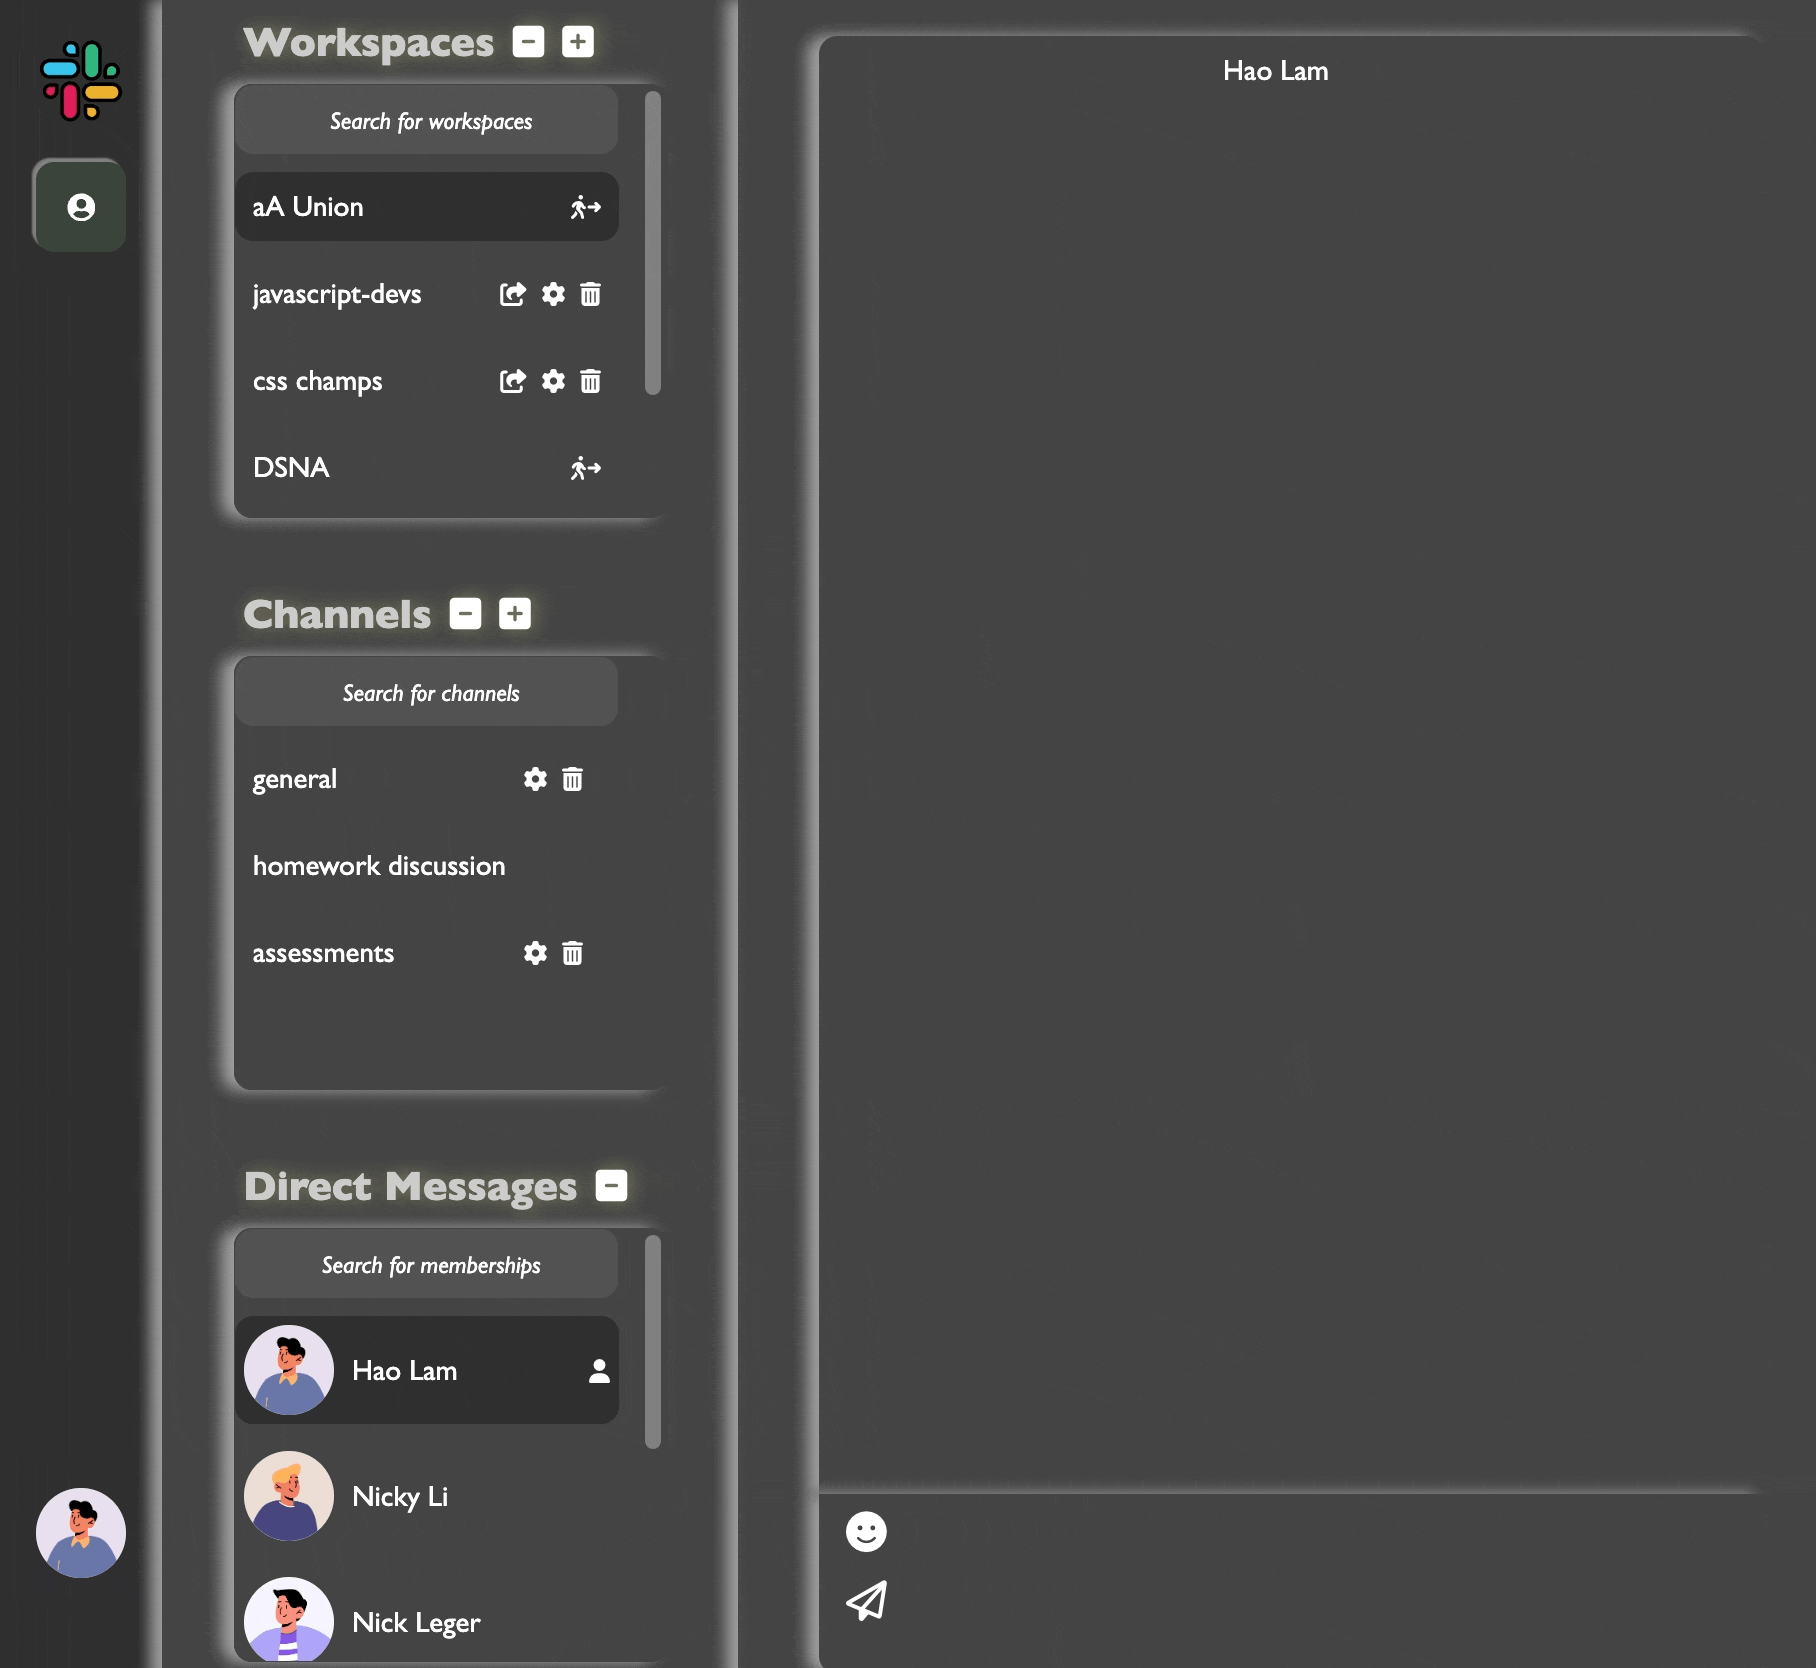 Workspaces
Search for workspaces
aA Union
javascript-devs
css champs
DSNA
Channels
Search for channels
general
homework discussion
assessments
Direct Messages
Search for memberships
Hao Lam
Nicky Li
Nick Leger
Hao Lam